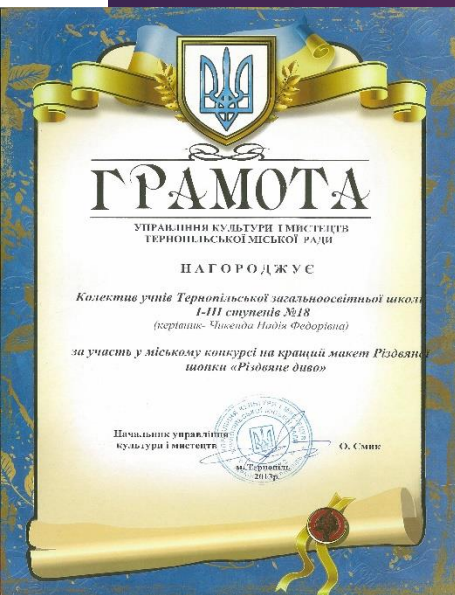 ГРАМОТА
УПРАВЛІННЯ КУЛЬТУРИ І МИСТЕЦТВ
ТЕРНОПІЛЬСЬКОЇ МІСЬКОЇ РАДИ
НАГОРОДЖУЄ
Колектив учнів Тернопільської загальноосвітньої школи
І-ІІІ ступенів №18
(керівник- Чикенда Надія Федорівна)
за участь у міському конкурсі на кращий макет Різдвяної
шопки «Різдвяне диво»
Начальник управління
культури і мистецтв
О. Смик
м. Тернопіль
2013р.